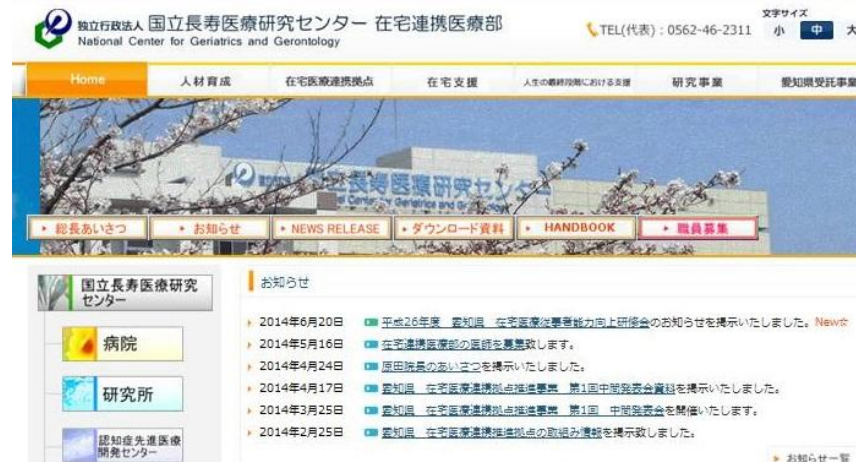 独立行政法人 国立長寿医療研究センター 在宅連携医療部
National Center for Geriatrics and Gerontology
TEL(代表) : 0562-46-2311
文字サイズ
小 中 大
Home 人材育成 在宅医療連携拠点 在宅支援 人生の最終段階における支援 研究事業 愛知県受託事業
国立長寿医療研究センター
総長あいさつ お知らせ NEWS RELEASE ダウンロード資料 HANDBOOK 職員募集
国立長寿医療研究
センター
病院
研究所
認知症先進医療
開発センター
お知らせ
2014年6月20日 平成26年度 愛知県 在宅医療従事者能力向上研修会のお知らせを掲示いたしました。New☆
2014年5月16日 在宅連携医療部の医師を募集致します。
2014年4月24日 原田院長のあいさつを掲示いたしました。
2014年4月17日 愛知県 在宅医療連携拠点推進事業 第1回中間発表会資料を掲示いたしました。
2014年3月25日 愛知県 在宅医療連携拠点推進事業 第1回 中間発表会を開催いたします。
2014年2月25日 愛知県 在宅医療連携推進拠点の取組み情報を掲示致しました。
お知らせ一覧